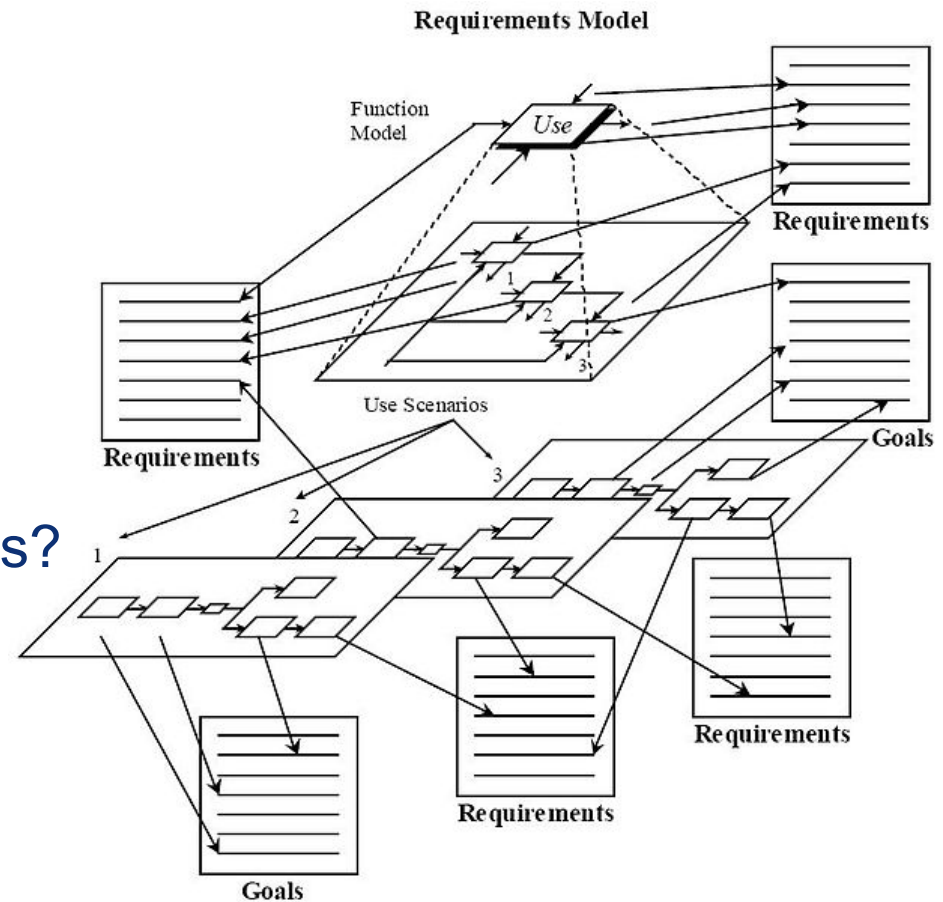 Requirements Model
Function
Model
Use
Requirements
1
2
3
Requirements
Use Scenarios
Goals
3
2
s?
1
Requirements
Requirements
Goals